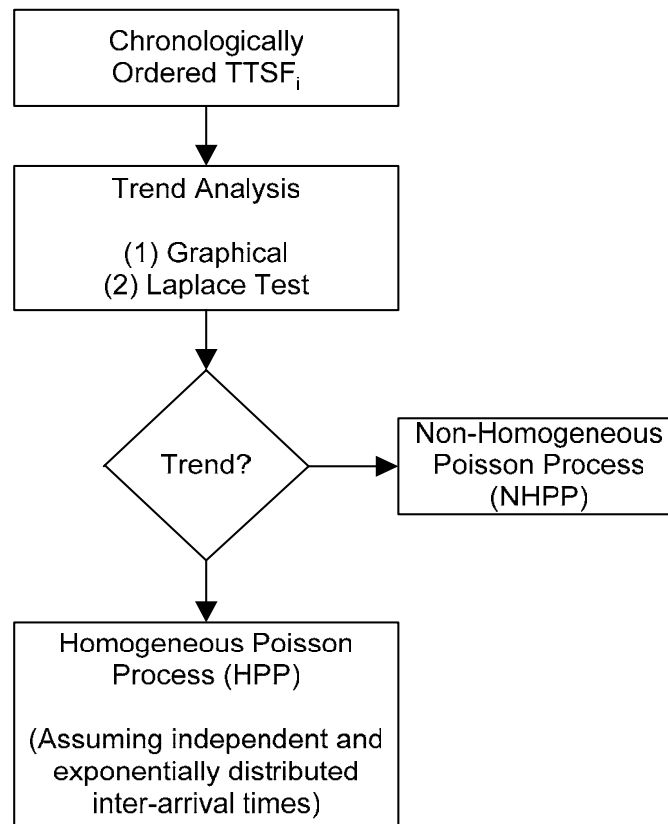 Chronologically
Ordered TTSFi
Trend Analysis
(1) Graphical
(2) Laplace Test
Trend?
Non-Homogeneous
Poisson Process
(NHPP)
Homogeneous Poisson
Process (HPP)
(Assuming independent and
exponentially distributed
inter-arrival times)